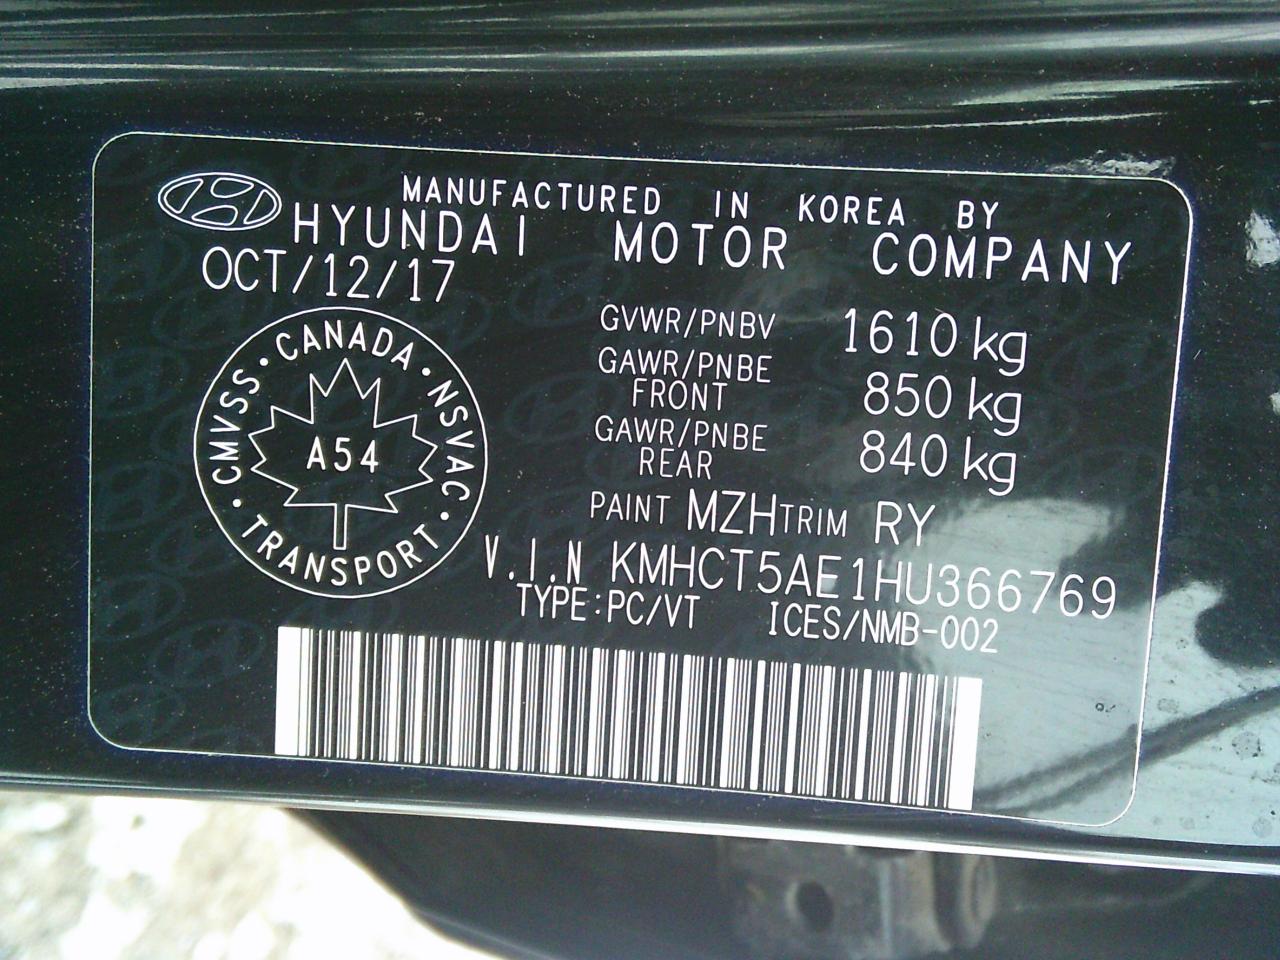 MANUFACTURED IN KOREA BY
HYUNDAI MOTOR COMPANY
OCT/12/17
GVWR/PNBV 1610 kg
GAWR/PNBE FRONT 850 kg
GAWR/PNBE REAR 840 kg
CANADA · NSVAC · TRANSPORT · CMVSS ·
A54
PAINT MZH TRIM RY
V.I.N KMHCT5AE1HU366769
TYPE:PC/VT ICES/NMB-002